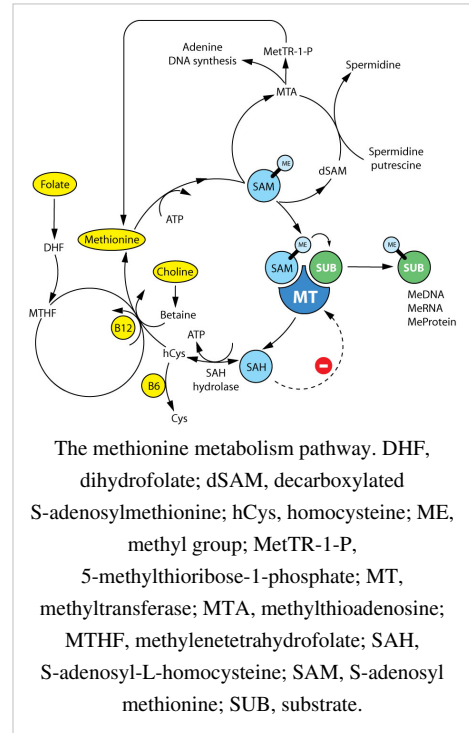 MetTR-1-P
Adenine
DNA synthesis
Spermidine
MTA
ME
SAM
dSAM
Spermidine
putrescine
Folate
ATP
DHF
Methionine
ME
SAM
SUB
MT
ME
SUB
MeDNA
MeRNA
MeProtein
Choline
MTHF
Betaine
B12
ATP
hCys
SAH
hydrolase
SAH
B6
Cys
The methionine metabolism pathway. DHF,
dihydrofolate; dSAM, decarboxylated
S-adenosylmethionine; hCys, homocysteine; ME,
methyl group; MetTR-1-P,
5-methylthioribose-1-phosphate; MT,
methyltransferase; MTA, methylthioadenosine;
MTHF, methylenetetrahydrofolate; SAH,
S-adenosyl-L-homocysteine; SAM, S-adenosyl
methionine; SUB, substrate.